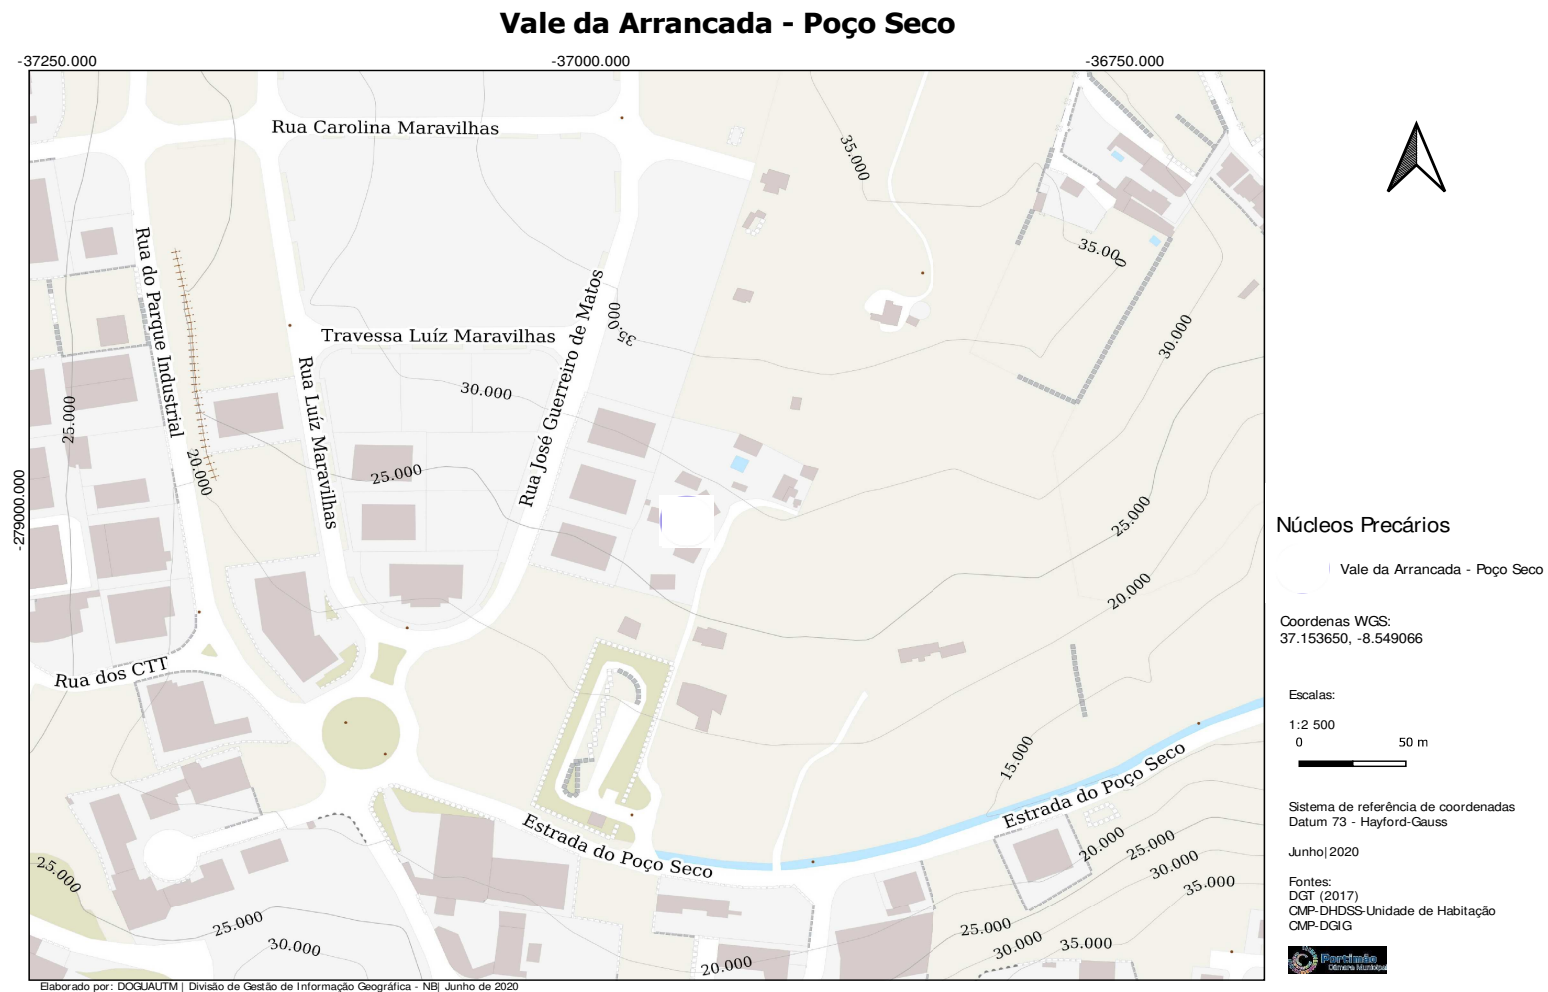 Vale da Arrancada - Poço Seco
-37250.000
-37000.000
-36750.000
-279000.000
Rua Carolina Maravilhas
35.000
Rua do Parque Industrial
35.000
Rua José Guerreiro de Matos
35.000
Travessa Luíz Maravilhas
30.000
Rua Luíz Maravilhas
30.000
25.000
20.000
25.000
25.000
20.000
Rua dos CTT
15.000
Estrada do Poço Seco
Estrada do Poço Seco
20.000
25.000
30.000
35.000
25.000
25.000
30.000
25.000
30.000
35.000
20.000
Núcleos Precários
Vale da Arrancada - Poço Seco
Coordenas WGS:
37.153650, -8.549066
Escalas:
1:2 500
0 50 m
Sistema de referência de coordenadas
Datum 73 - Hayford-Gauss
Junho|2020
Fontes:
DGT (2017)
CMP-DHDSS-Unidade de Habitação
CMP-DGIG
Portimão
Câmara Municipal
Elaborado por: DOGUAUTM | Divisão de Gestão de Informação Geográfica - NB| Junho de 2020